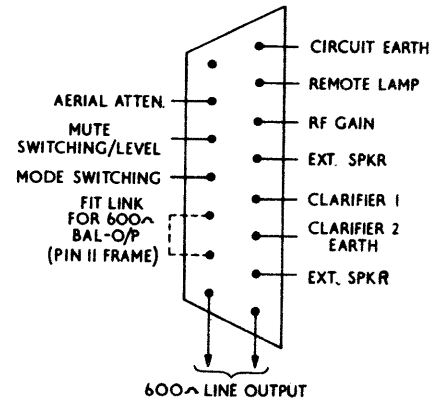 CIRCUIT EARTH
REMOTE LAMP
AERIAL ATTEN.
RF GAIN
MUTE
SWITCHING/LEVEL
EXT. SPKR
MODE SWITCHING
CLARIFIER 1
FIT LINK
FOR 600~
BAL-O/P
(PIN 11 FRAME)
CLARIFIER 2
EARTH
EXT. SPKR
600~ LINE OUTPUT